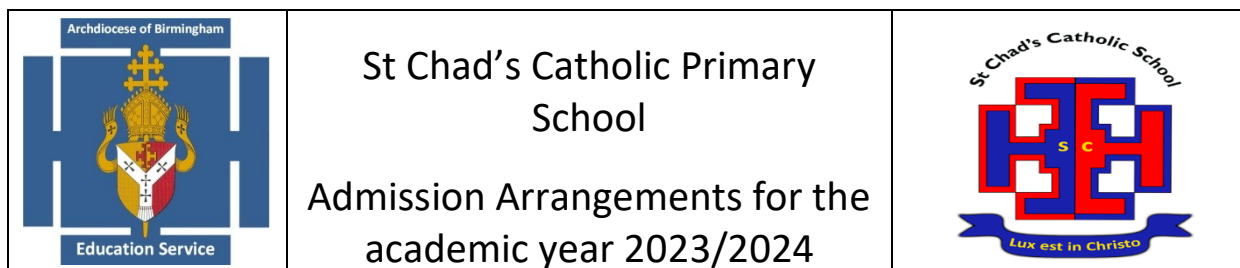 Archdiocese of Birmingham
Education Service
St Chad's Catholic Primary
School
Admission Arrangements for the
academic year 2023/2024
St Chad's Catholic School
S C
Lux est in Christo